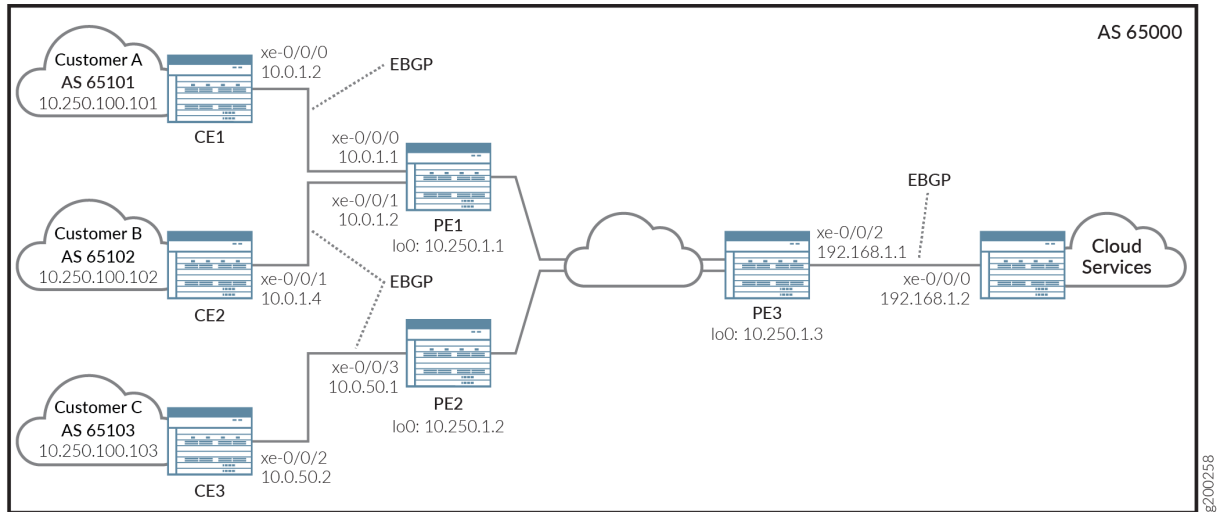 AS 65000
Customer A
AS 65101
10.250.100.101
xe-0/0/0
10.0.1.2
CE1
EBGP
xe-0/0/0
10.0.1.1
xe-0/0/1
10.0.1.2
PE1
lo0: 10.250.1.1
Customer B
AS 65102
10.250.100.102
xe-0/0/1
10.0.1.4
CE2
EBGP
xe-0/0/3
10.0.50.1
PE2
lo0: 10.250.1.2
Customer C
AS 65103
10.250.100.103
xe-0/0/2
10.0.50.2
CE3
PE3
lo0: 10.250.1.3
xe-0/0/2
192.168.1.1
EBGP
xe-0/0/0
192.168.1.2
Cloud
Services
g200258